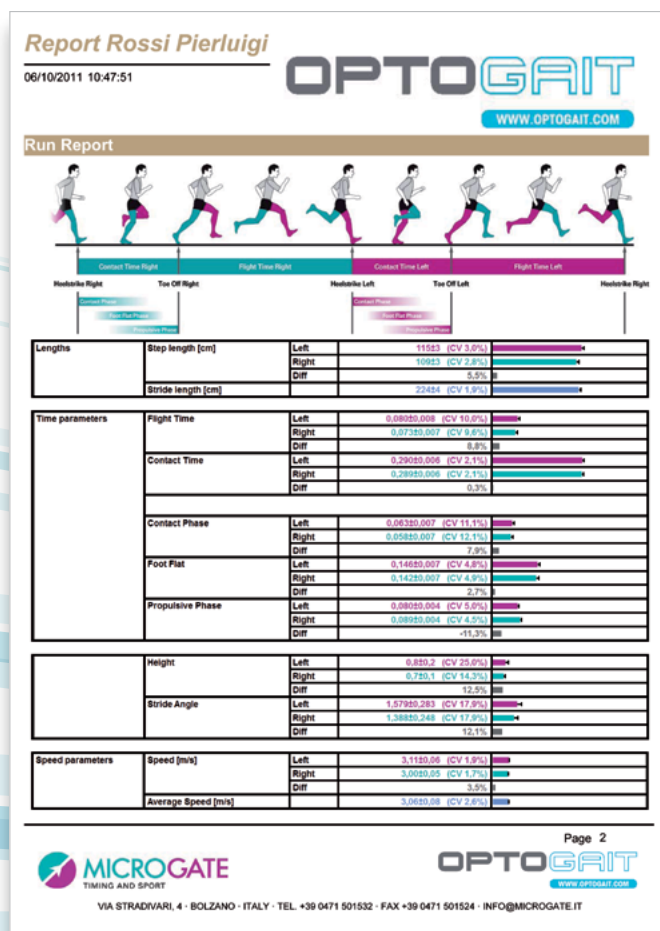 Report Rossi Pierluigi
06/10/2011 10:47:51
OPTOGAIT
WWW.OPTOGAIT.COM
Run Report
Contact Time Right Flight Time Right Contact Time Left Flight Time Left
Heelstrike Right Toe Off Right Heelstrike Left Toe Off Left Heelstrike Right
Contact Phase Contact Phase
Foot Flat Phase Foot Flat Phase
Propulsive Phase Propulsive Phase
Lengths Step length [cm] Left 115±3 (CV 3,0%)
Right 109±3 (CV 2,8%)
Diff 5,5%
Stride length [cm] 224±4 (CV 1,9%)
Time parameters Flight Time Left 0,080±0,008 (CV 10,0%)
Right 0,073±0,007 (CV 9,6%)
Diff 8,8%
Contact Time Left 0,290±0,006 (CV 2,1%)
Right 0,289±0,006 (CV 2,1%)
Diff 0,3%
Contact Phase Left 0,063±0,007 (CV 11,1%)
Right 0,058±0,007 (CV 12,1%)
Diff 7,9%
Foot Flat Left 0,146±0,007 (CV 4,8%)
Right 0,142±0,007 (CV 4,9%)
Diff 2,7%
Propulsive Phase Left 0,080±0,004 (CV 5,0%)
Right 0,089±0,004 (CV 4,5%)
Diff -11,3%
Height Left 0,8±0,2 (CV 25,0%)
Right 0,7±0,1 (CV 14,3%)
Diff 12,5%
Stride Angle Left 1,579±0,283 (CV 17,9%)
Right 1,388±0,248 (CV 17,9%)
Diff 12,1%
Speed parameters Speed [m/s] Left 3,11±0,06 (CV 1,9%)
Right 3,00±0,05 (CV 1,7%)
Diff 3,5%
Average Speed [m/s] 3,06±0,08 (CV 2,6%)
Page 2
MICROGATE
TIMING AND SPORT
OPTOGAIT
WWW.OPTOGAIT.COM
VIA STRADIVARI, 4 · BOLZANO · ITALY · TEL. +39 0471 501532 · FAX +39 0471 501524 · INFO@MICROGATE.IT